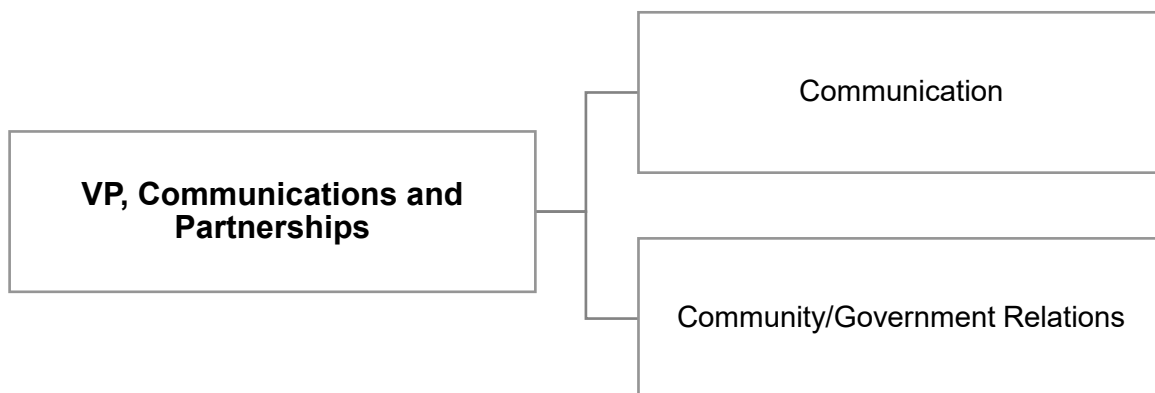 VP, Communications and
Partnerships
Communication
Community/Government Relations